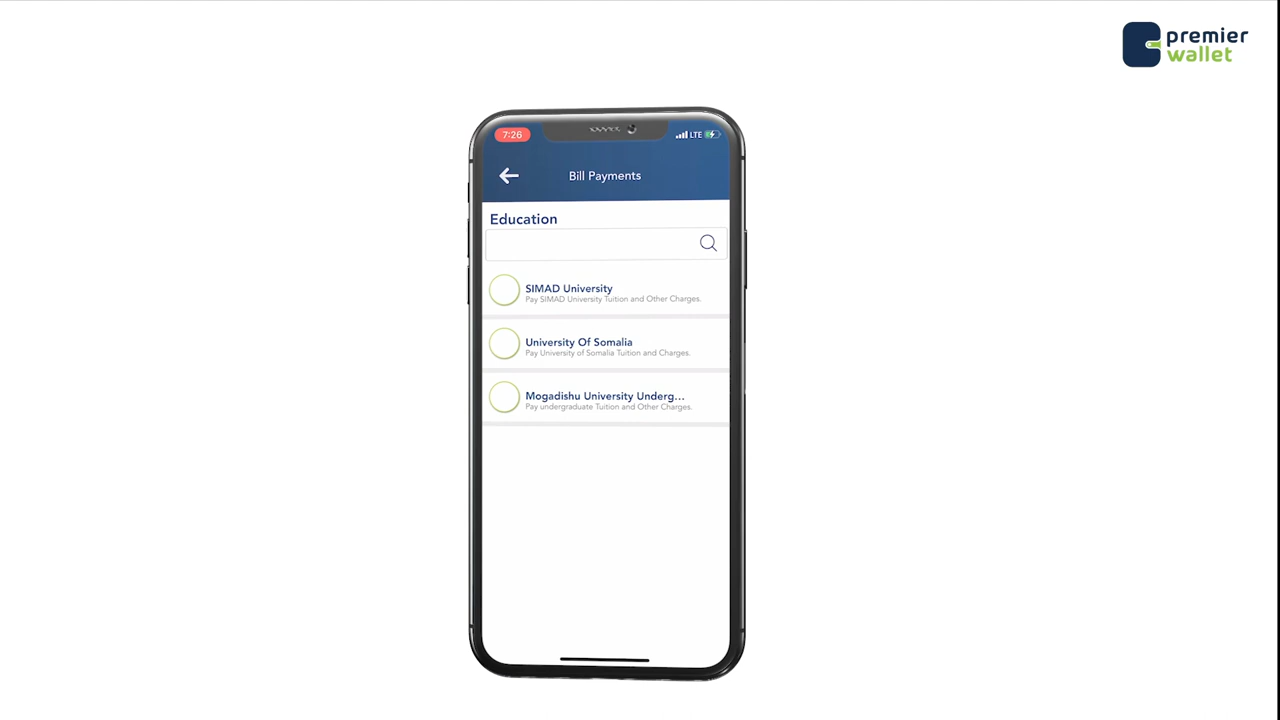 premier
wallet
7:26
LTE
Bill Payments
Education
SIMAD University
Pay SIMAD University Tuition and Other Charges.
University Of Somalia
Pay University of Somalia Tuition and Charges.
Mogadishu University Underg...
Pay undergraduate Tuition and Other Charges.